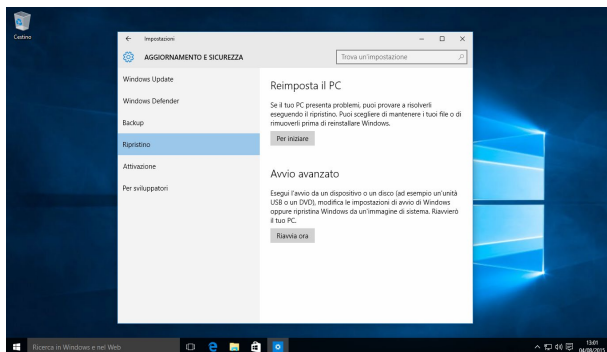 Cestino
Impostazioni
AGGIORNAMENTO E SICUREZZA
Trova un'impostazione
Windows Update
Windows Defender
Backup
Ripristino
Attivazione
Per sviluppatori
Reimposta il PC
Se il tuo PC presenta problemi, puoi provare a risolverli
eseguendo il ripristino. Puoi scegliere di mantenere i tuoi file o di
rimuoverli prima di reinstallare Windows.
Per iniziare
Avvio avanzato
Esegui l'avvio da un dispositivo o un disco (ad esempio un'unità
USB o un DVD), modifica le impostazioni di avvio di Windows
oppure ripristina Windows da un'immagine di sistema. Riavvierò
il tuo PC.
Riavvia ora
Ricerca in Windows e nel Web
13:01
04/08/2015